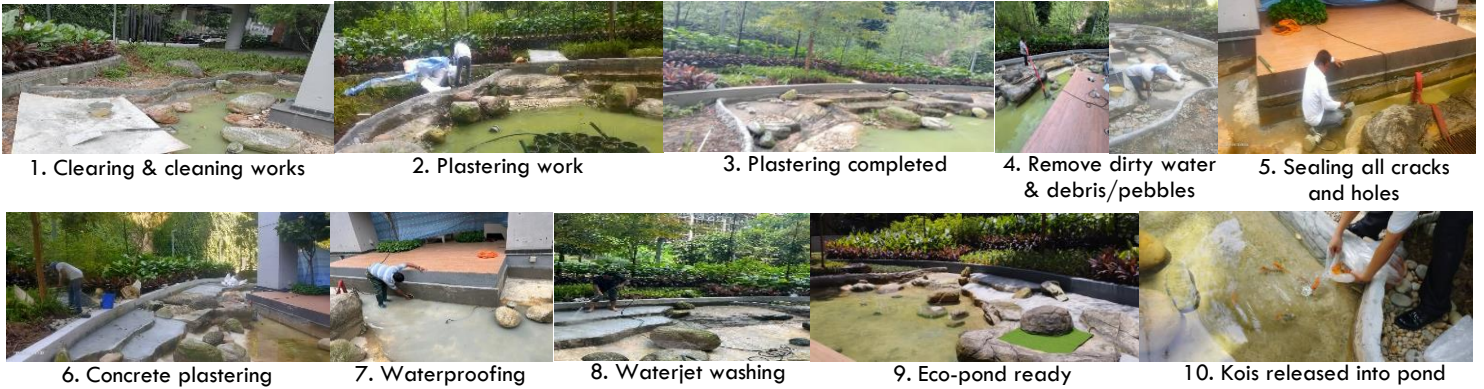 1. Clearing & cleaning works
2. Plastering work
3. Plastering completed
4. Remove dirty water
& debris/pebbles
5. Sealing all cracks
and holes
6. Concrete plastering
7. Waterproofing
8. Waterjet washing
9. Eco-pond ready
10. Kois released into pond